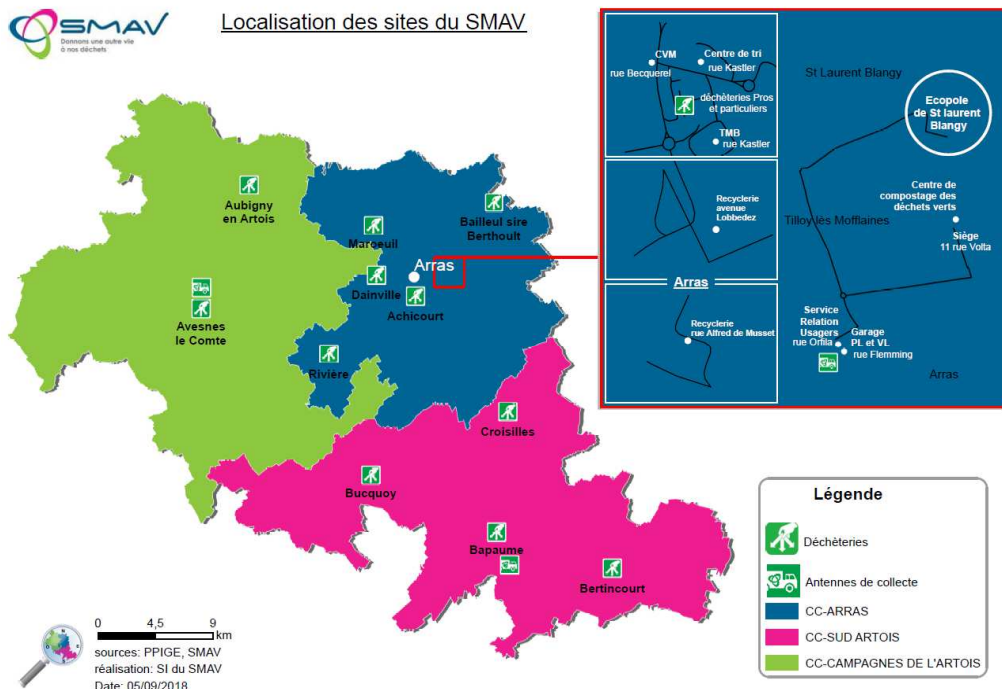 SMAV
Donnons une autre vie
à nos déchets
Localisation des sites du SMAV
CVM
rue Becquerel
Centre de tri
rue Kastler
déchèteries Pros
et particuliers
TMB
rue Kastler
St Laurent Blangy
Ecopole
de St laurent
Blangy
Recyclerie
avenue
Lobbedez
Centre de
compostage des
déchets verts
Tilloy lès Mofflaines
Siège
11 rue Volta
Arras
Recyclerie
rue Alfred de Musset
Service
Relation
Usagers
rue Orfila
Garage
PL et VL
rue Flemming
Arras
Aubigny
en Artois
Maroeuil
Bailleul sire
Berthoult
Arras
Dainville
Achicourt
Avesnes
le Comte
Rivière
Croisilles
Bucquoy
Bapaume
Bertincourt
Légende
Déchèteries
Antennes de collecte
CC-ARRAS
CC-SUD ARTOIS
CC-CAMPAGNES DE L'ARTOIS
0 4,5 9
km
sources: PPIGE, SMAV
réalisation: SI du SMAV
Date: 05/09/2018